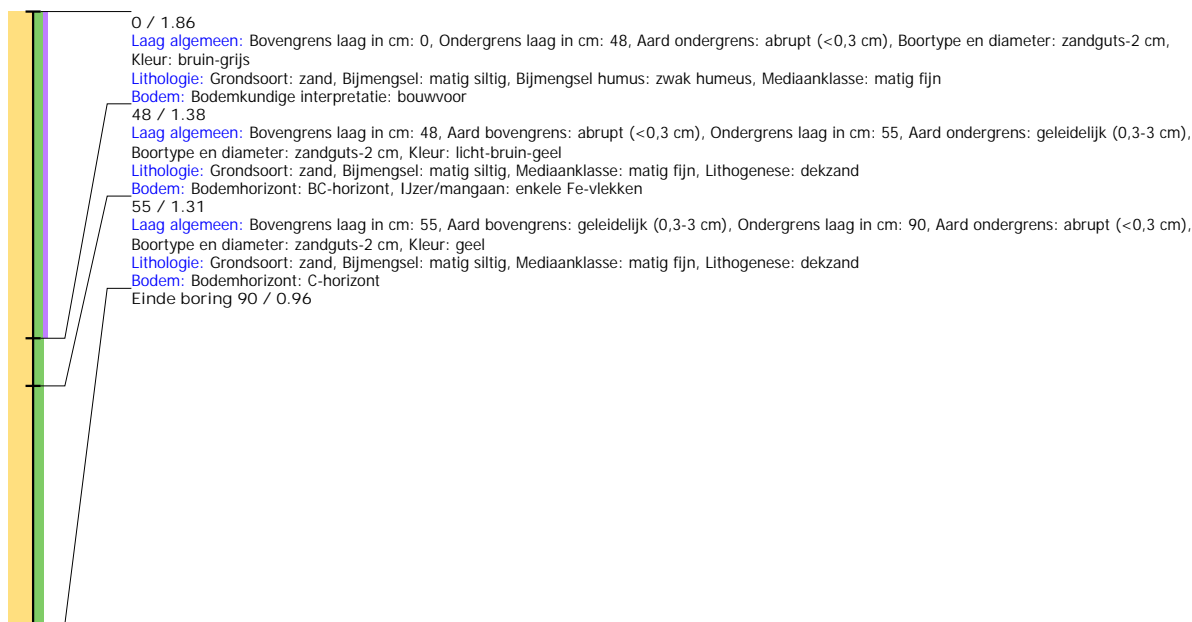 0 / 1.86
Laag algemeen: Bovengrens laag in cm: 0, Ondergrens laag in cm: 48, Aard ondergrens: abrupt (<0,3 cm), Boortype en diameter: zandguts-2 cm,
Kleur: bruin-grijs
Lithologie: Grondsoort: zand, Bijmengsel: matig siltig, Bijmengsel humus: zwak humeus, Mediaanklasse: matig fijn
Bodem: Bodemkundige interpretatie: bouwvoor
48 / 1.38
Laag algemeen: Bovengrens laag in cm: 48, Aard bovengrens: abrupt (<0,3 cm), Ondergrens laag in cm: 55, Aard ondergrens: geleidelijk (0,3-3 cm),
Boortype en diameter: zandguts-2 cm, Kleur: licht-bruin-geel
Lithologie: Grondsoort: zand, Bijmengsel: matig siltig, Mediaanklasse: matig fijn, Lithogenese: dekzand
Bodem: Bodemhorizont: BC-horizont, IJzer/mangaan: enkele Fe-vlekken
55 / 1.31
Laag algemeen: Bovengrens laag in cm: 55, Aard bovengrens: geleidelijk (0,3-3 cm), Ondergrens laag in cm: 90, Aard ondergrens: abrupt (<0,3 cm),
Boortype en diameter: zandguts-2 cm, Kleur: geel
Lithologie: Grondsoort: zand, Bijmengsel: matig siltig, Mediaanklasse: matig fijn, Lithogenese: dekzand
Bodem: Bodemhorizont: C-horizont
Einde boring 90 / 0.96